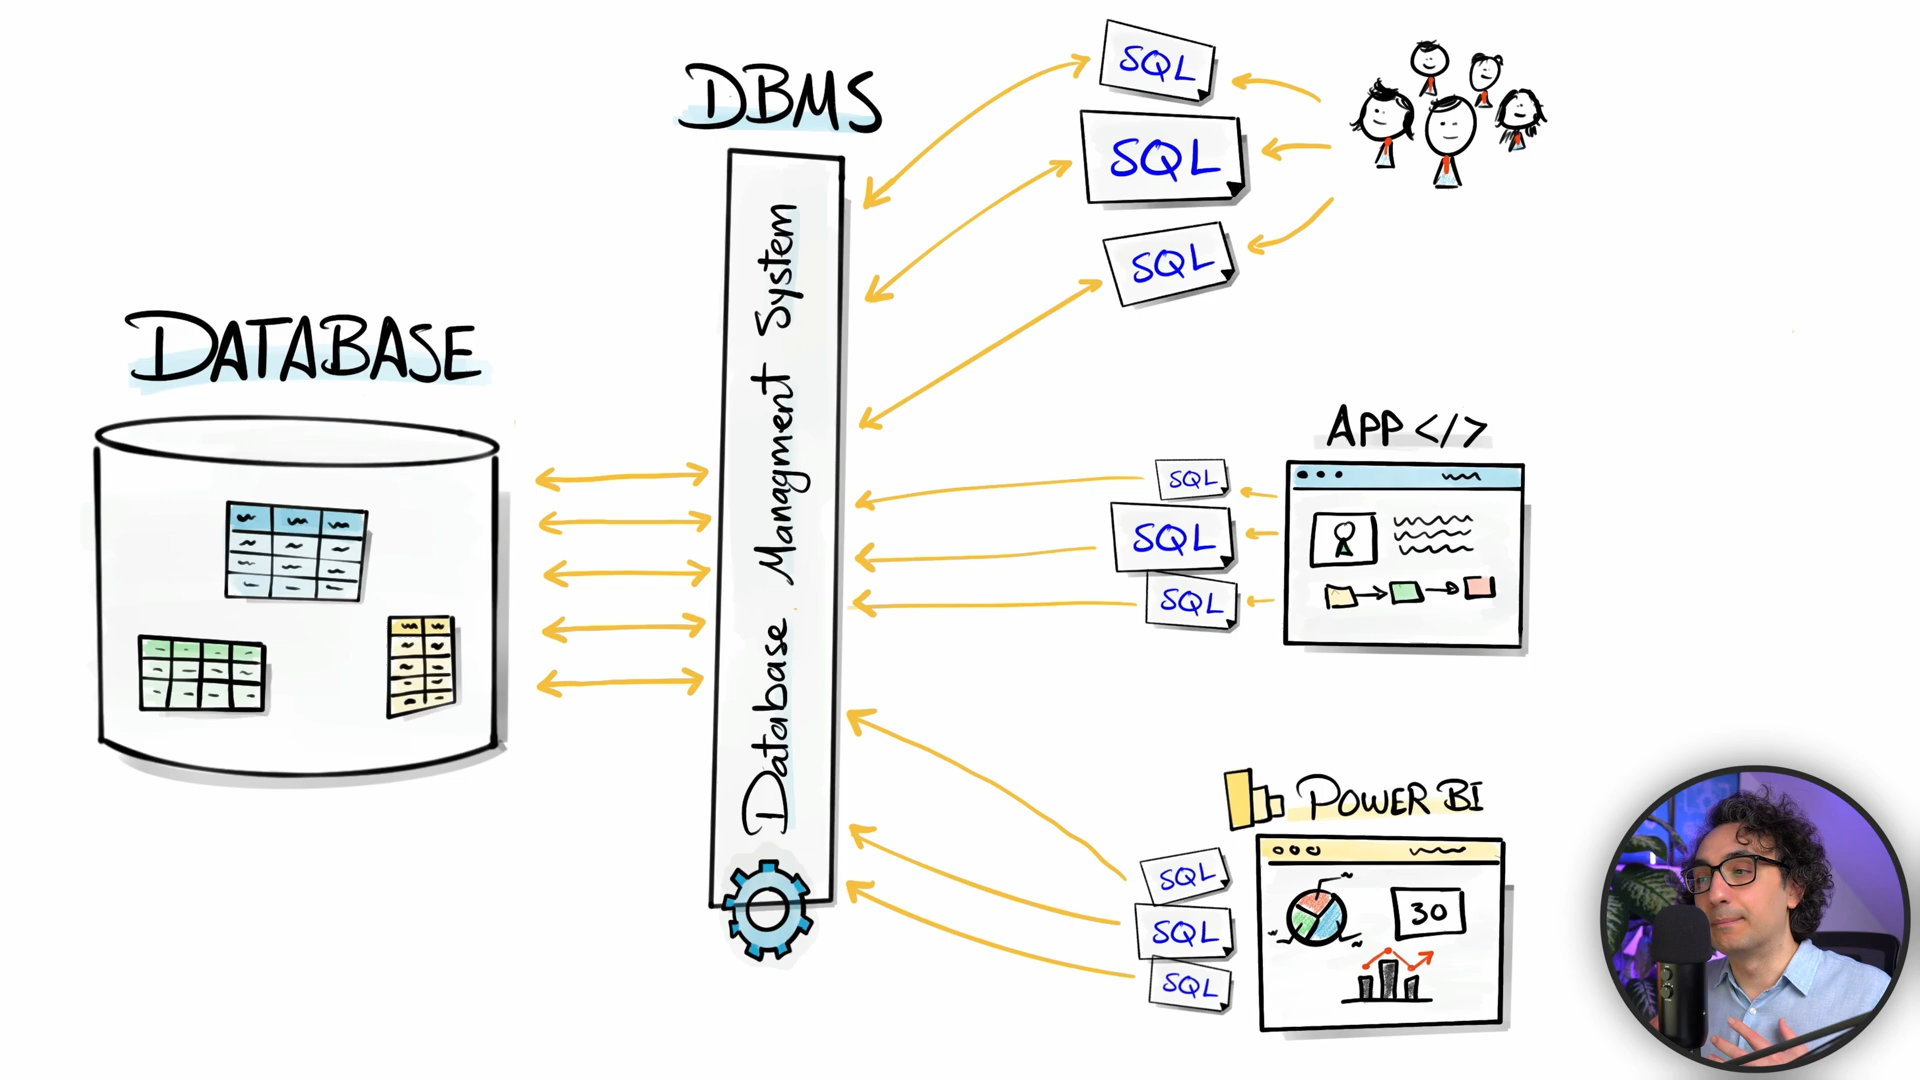 DBMS
SQL
SQL
SQL
DATABASE
Database Managment System
APP </>
SQL
SQL
SQL
POWER BI
SQL
SQL
SQL
30